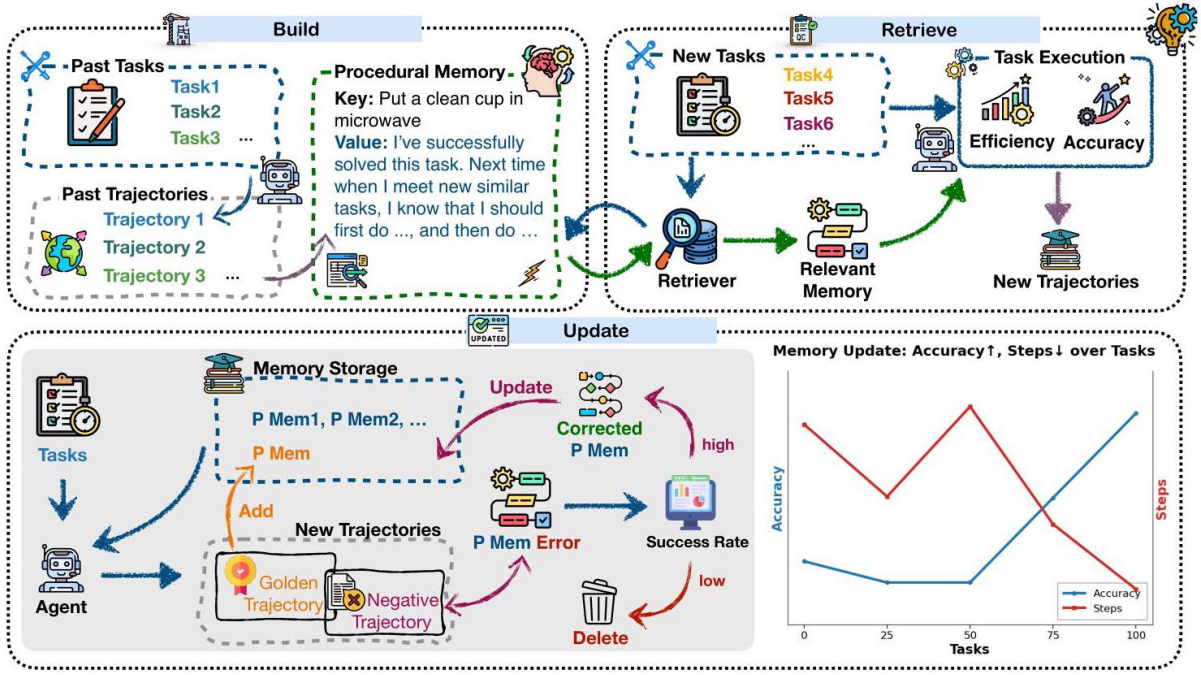 Build
Past Tasks
Task1
Task2
Task3 ...
Past Trajectories
Trajectory 1
Trajectory 2
Trajectory 3 ...
Procedural Memory
Key: Put a clean cup in
microwave
Value: I've successfully
solved this task. Next time
when I meet new similar
tasks, I know that I should
first do ..., and then do ...
QC
Retrieve
New Tasks
Task4
Task5
Task6
...
Task Execution
Efficiency
Accuracy
Retriever
Relevant
Memory
New Trajectories
UPDATED
Update
Tasks
Agent
Memory Storage
P Mem1, P Mem2, ...
P Mem
Add
New Trajectories
Golden
Trajectory
Negative
Trajectory
Update
Corrected
P Mem
high
P Mem Error
Success Rate
low
Delete
Memory Update: Accuracy↑, Steps↓ over Tasks
Accuracy
Steps
Accuracy
Steps
0 25 50 75 100
Tasks